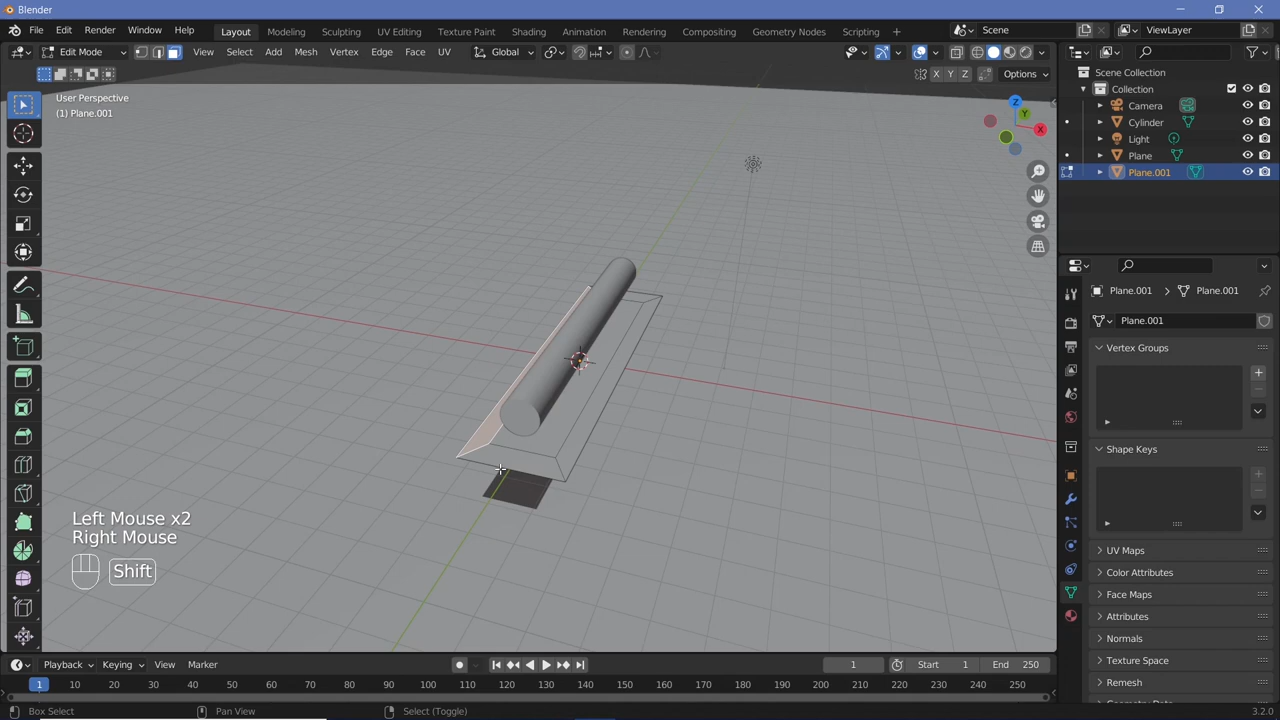 Blender
File Edit Render Window Help
Layout Modeling Sculpting UV Editing Texture Paint Shading Animation Rendering Compositing Geometry Nodes Scripting +
Scene
ViewLayer
Edit Mode View Select Add Mesh Vertex Edge Face UV
Global
X Y Z Options
User Perspective
(1) Plane.001
Z
Y
X
Scene Collection
Collection
Camera
Cylinder
Light
Plane
Plane.001
Plane.001 > Plane.001
Plane.001
Vertex Groups
Shape Keys
UV Maps
Color Attributes
Face Maps
Attributes
Normals
Texture Space
Remesh
Geometry Data
Left Mouse x2
Right Mouse
Shift
Playback Keying View Marker
1 Start 1 End 250
1 10 20 30 40 50 60 70 80 90 100 110 120 130 140 150 160 170 180 190 200 210 220 230 240 250
Box Select Pan View Select (Toggle) 3.2.0